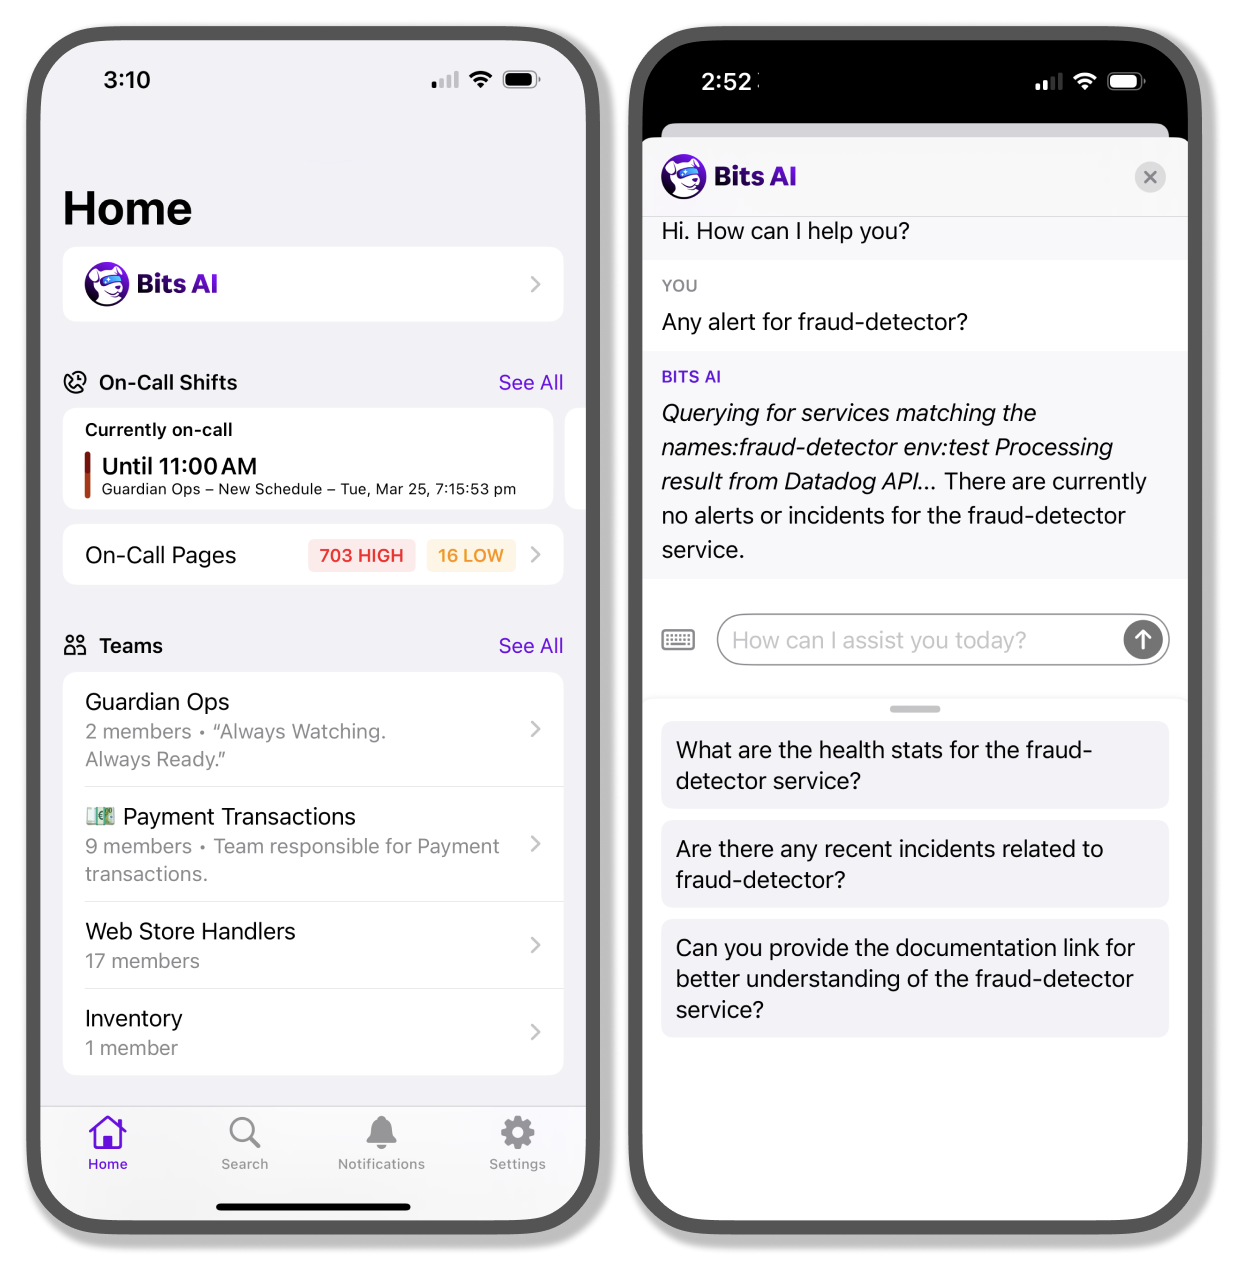 3:10
Home
Bits AI
On-Call Shifts
See All
Currently on-call
Until 11:00 AM
Guardian Ops – New Schedule – Tue, Mar 25, 7:15:53 pm
On-Call Pages
703 HIGH
16 LOW
Teams
See All
Guardian Ops
2 members • “Always Watching.
Always Ready.”
💶 Payment Transactions
9 members • Team responsible for Payment
transactions.
Web Store Handlers
17 members
Inventory
1 member
Home
Search
Notifications
Settings
2:52
Bits AI
Hi. How can I help you?
YOU
Any alert for fraud-detector?
BITS AI
Querying for services matching the
names:fraud-detector env:test Processing
result from Datadog API... There are currently
no alerts or incidents for the fraud-detector
service.
How can I assist you today?
What are the health stats for the fraud-
detector service?
Are there any recent incidents related to
fraud-detector?
Can you provide the documentation link for
better understanding of the fraud-detector
service?